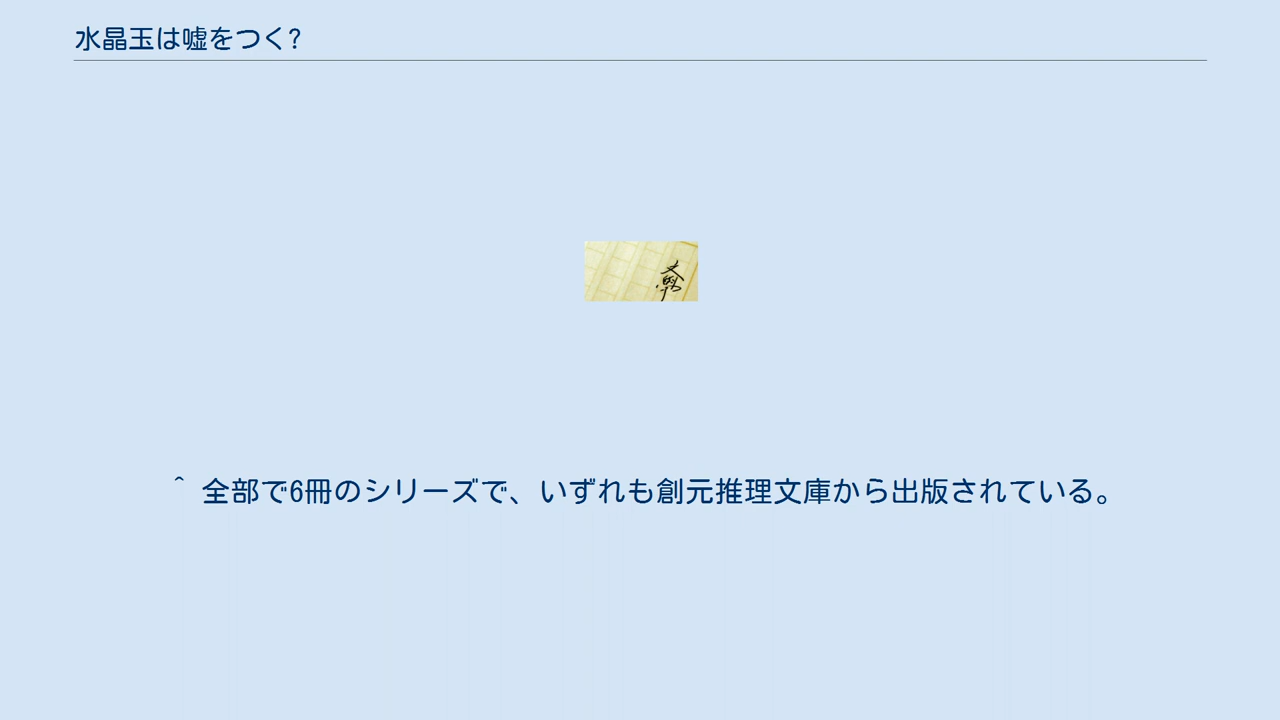 水晶玉は嘘をつく?
^ 全部で6冊のシリーズで、いずれも創元推理文庫から出版されている。